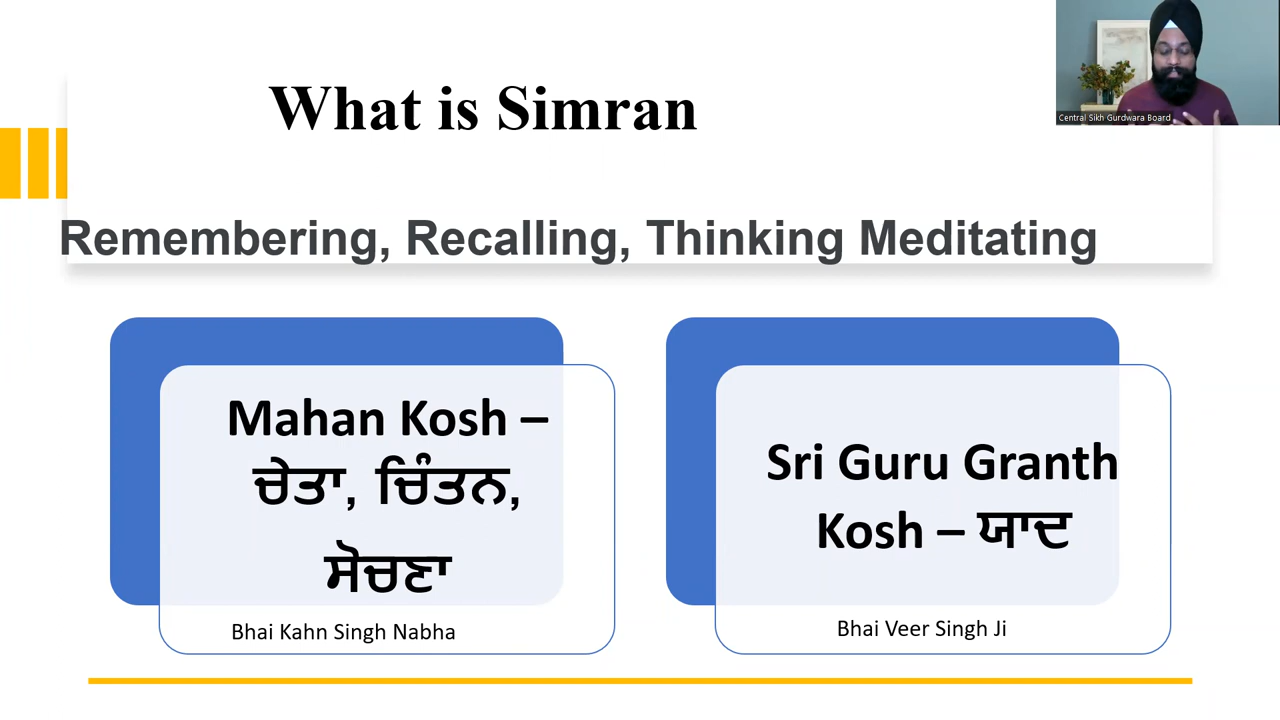 What is Simran
Central Sikh Gurdwara Board
Remembering, Recalling, Thinking Meditating
Mahan Kosh –
ਚੇਤਾ, ਚਿੰਤਨ,
ਸੋਚਣਾ
Bhai Kahn Singh Nabha
Sri Guru Granth
Kosh – ਯਾਦ
Bhai Veer Singh Ji